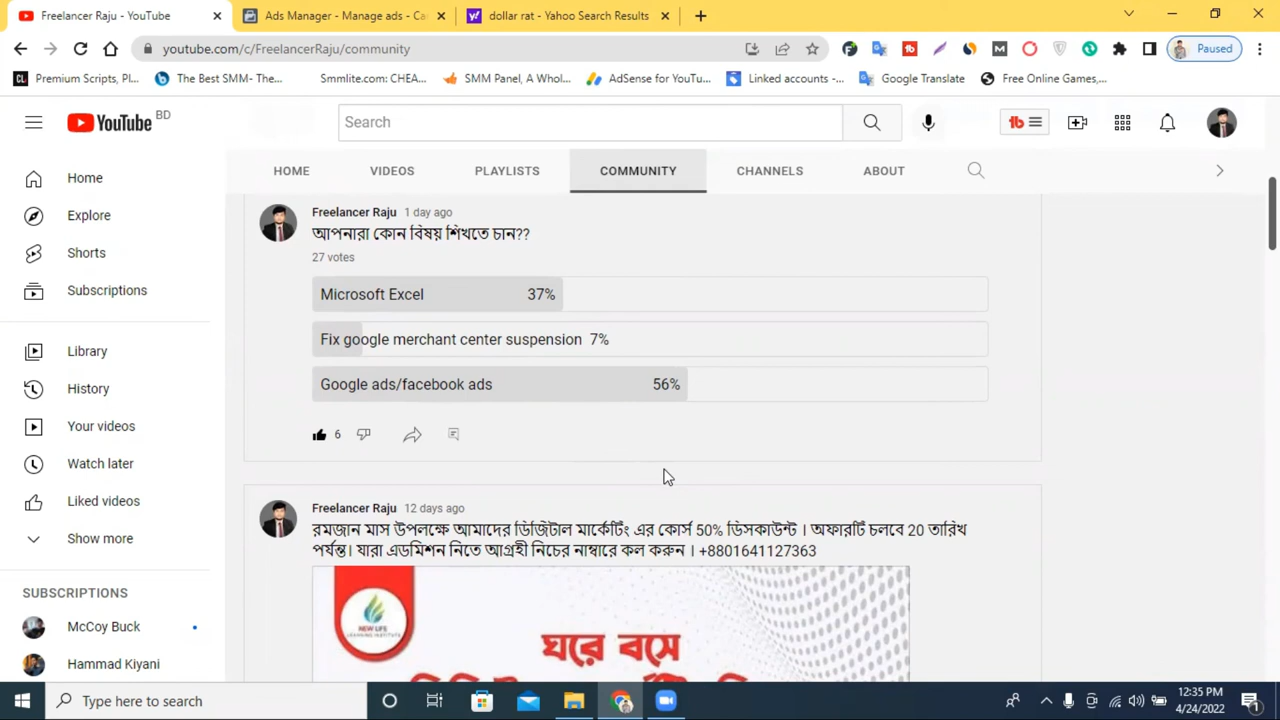 Freelancer Raju - YouTube
Ads Manager - Manage ads - Ca
dollar rat - Yahoo Search Results
youtube.com/c/FreelancerRaju/community
Paused
Premium Scripts, Pl...
The Best SMM- The...
Smmlite.com: CHEA...
SMM Panel, A Whol...
AdSense for YouTu...
Linked accounts -...
Google Translate
Free Online Games,...
YouTube BD
Search
HOME
VIDEOS
PLAYLISTS
COMMUNITY
CHANNELS
ABOUT
Home
Explore
Shorts
Subscriptions
Library
History
Your videos
Watch later
Liked videos
Show more
SUBSCRIPTIONS
McCoy Buck
Hammad Kiyani
Freelancer Raju 1 day ago
আপনারা কোন বিষয় শিখতে চান??
27 votes
Microsoft Excel 37%
Fix google merchant center suspension 7%
Google ads/facebook ads 56%
6
Freelancer Raju 12 days ago
রমজান মাস উপলক্ষে আমাদের ডিজিটাল মার্কেটিং এর কোর্স 50% ডিসকাউন্ট । অফারটি চলবে 20 তারিখ
পর্যন্ত। যারা এডমিশন নিতে আগ্রহী নিচের নাম্বারে কল করুন । +8801641127363
NEW LIFE
LEARNING INSTITUTE
ঘরে বসে
Type here to search
12:35 PM
4/24/2022
1